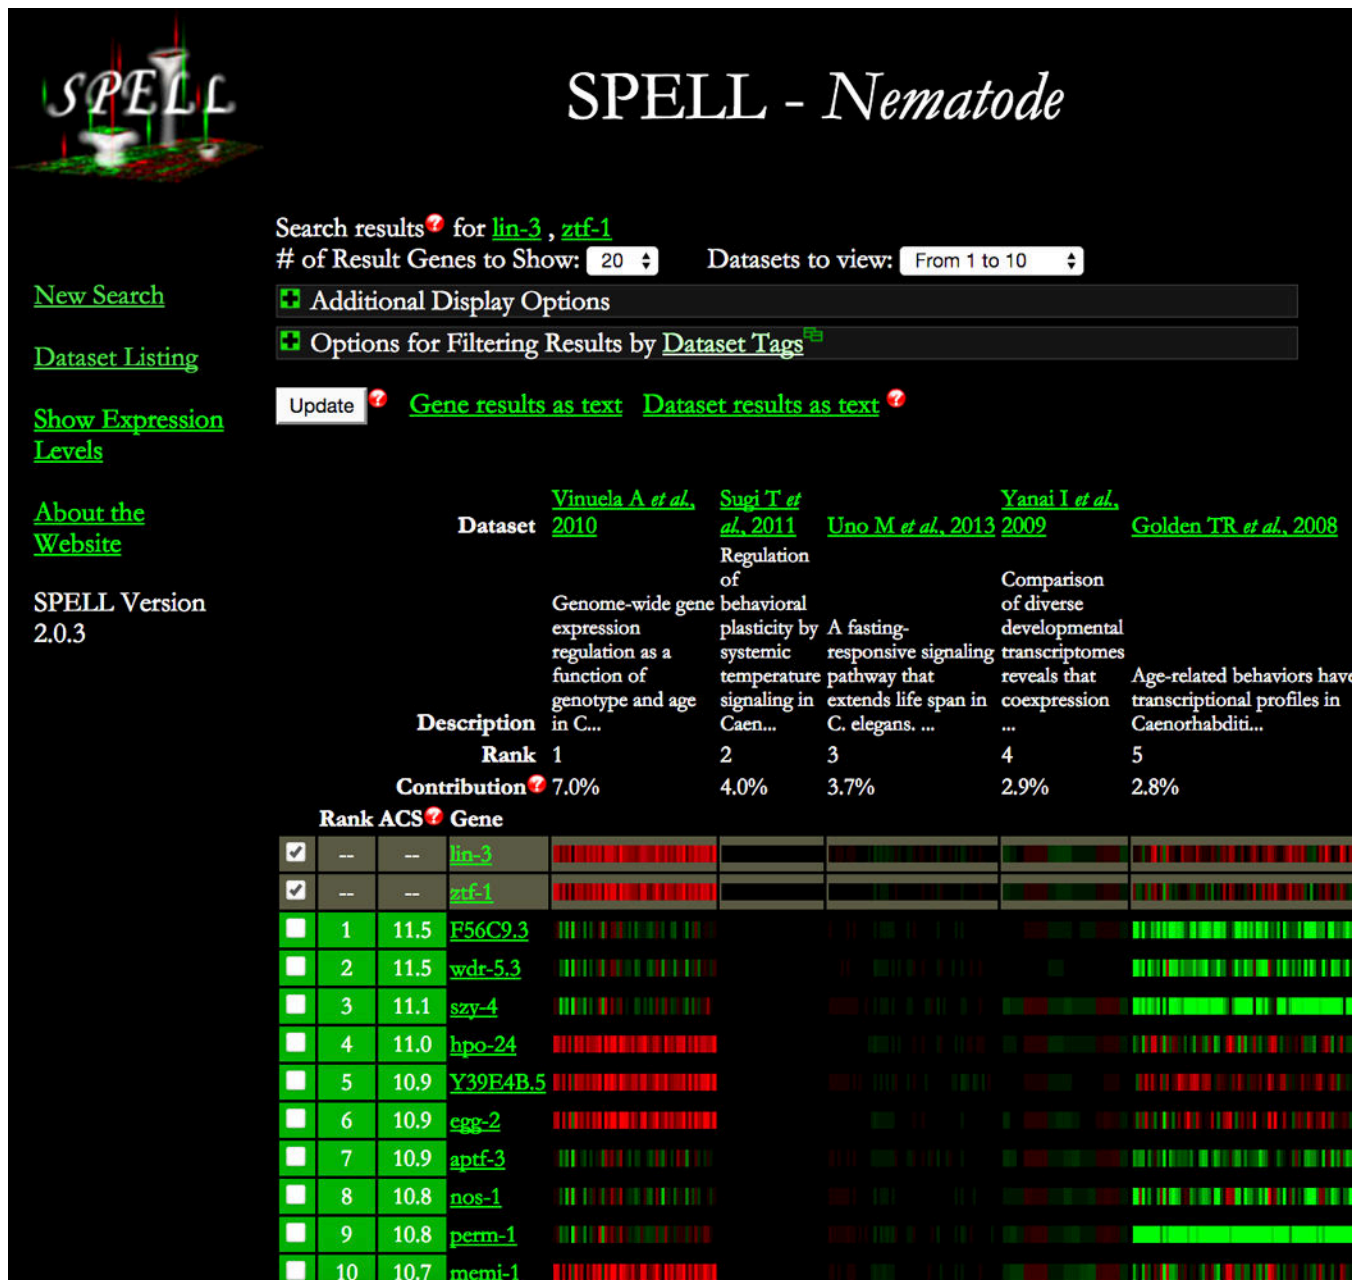 SPELL
SPELL - Nematode
Search results for lin-3 , ztf-1
# of Result Genes to Show: 20 Datasets to view: From 1 to 10
Additional Display Options
Options for Filtering Results by Dataset Tags
Update Gene results as text Dataset results as text
New Search
Dataset Listing
Show Expression
Levels
About the
Website
SPELL Version
2.0.3
Dataset
Vinuela A et al.,
2010
Sugi T et
al., 2011
Uno M et al., 2013
Yanai I et al.,
2009
Golden TR et al., 2008
Description
Genome-wide gene
expression
regulation as a
function of
genotype and age
in C...
Regulation
of
behavioral
plasticity by
systemic
temperature
signaling in
Caen...
A fasting-
responsive signaling
pathway that
extends life span in
C. elegans. ...
Comparison
of diverse
developmental
transcriptomes
reveals that
coexpression
...
Age-related behaviors have
transcriptional profiles in
Caenorhabditi...
Rank 1 2 3 4 5
Contribution 7.0% 4.0% 3.7% 2.9% 2.8%
Rank ACS Gene
-- -- lin-3
-- -- ztf-1
1 11.5 F56C9.3
2 11.5 wdr-5.3
3 11.1 szy-4
4 11.0 hpo-24
5 10.9 Y39E4B.5
6 10.9 egg-2
7 10.9 aptf-3
8 10.8 nos-1
9 10.8 perm-1
10 10.7 memi-1